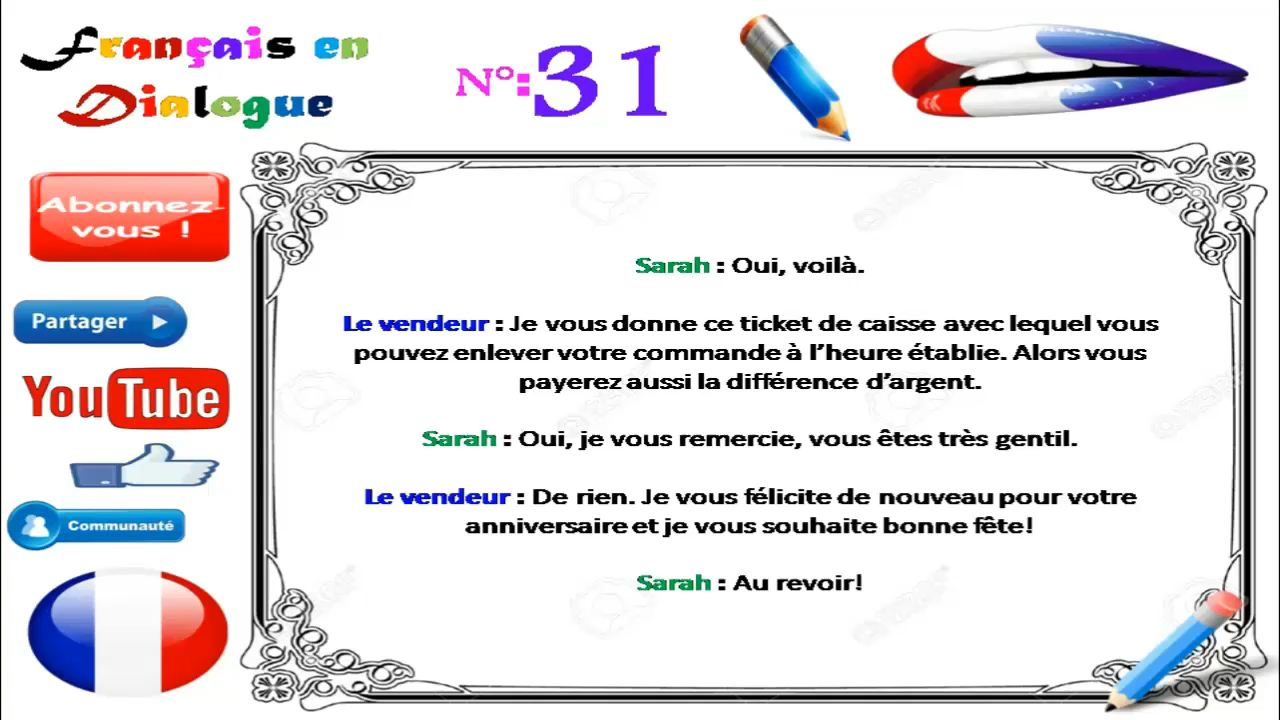 Français en
Dialogue
N°:31
Abonnez-
vous !
Partager
YouTube
Communauté
Sarah : Oui, voilà.
Le vendeur : Je vous donne ce ticket de caisse avec lequel vous
pouvez enlever votre commande à l’heure établie. Alors vous
payerez aussi la différence d’argent.
Sarah : Oui, je vous remercie, vous êtes très gentil.
Le vendeur : De rien. Je vous félicite de nouveau pour votre
anniversaire et je vous souhaite bonne fête!
Sarah : Au revoir!